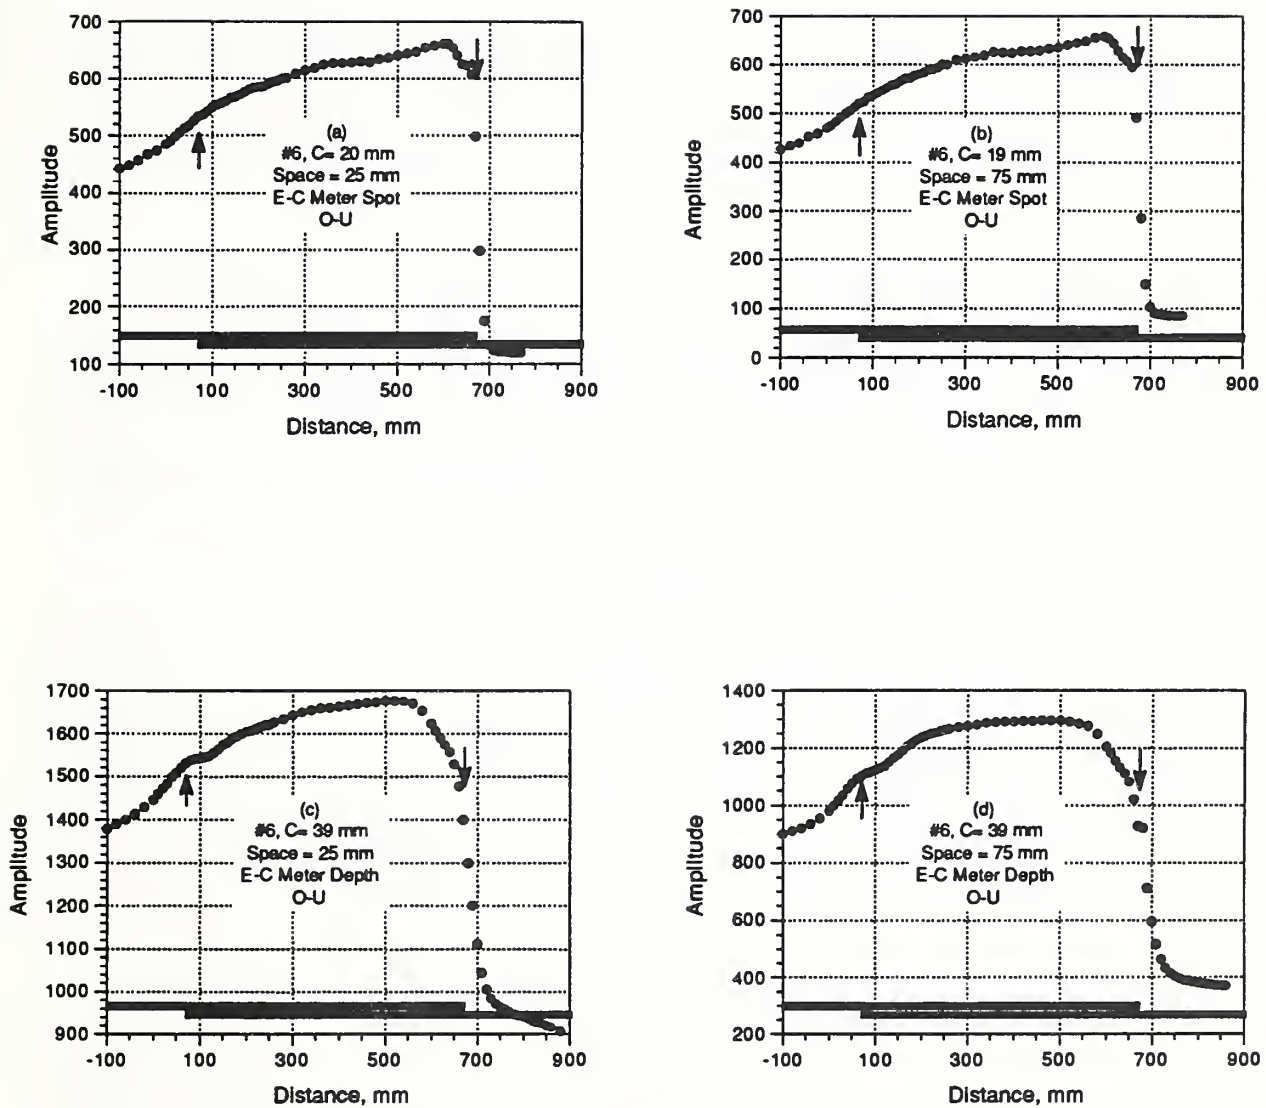 700
600
500
400
300
200
100
Amplitude
(a)
#6, C= 20 mm
Space = 25 mm
E-C Meter Spot
O-U
-100 100 300 500 700 900
Distance, mm
700
600
500
400
300
200
100
0
Amplitude
(b)
#6, C= 19 mm
Space = 75 mm
E-C Meter Spot
O-U
-100 100 300 500 700 900
Distance, mm
1700
1600
1500
1400
1300
1200
1100
1000
900
Amplitude
(c)
#6, C= 39 mm
Space = 25 mm
E-C Meter Depth
O-U
-100 100 300 500 700 900
Distance, mm
1400
1200
1000
800
600
400
200
Amplitude
(d)
#6, C= 39 mm
Space = 75 mm
E-C Meter Depth
O-U
-100 100 300 500 700 900
Distance, mm